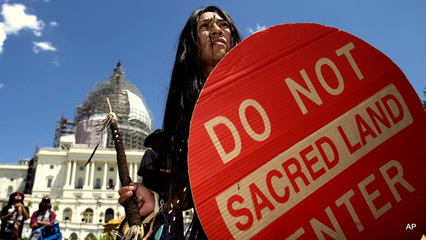 DO NOT
SACRED LAND
ENTER
AP